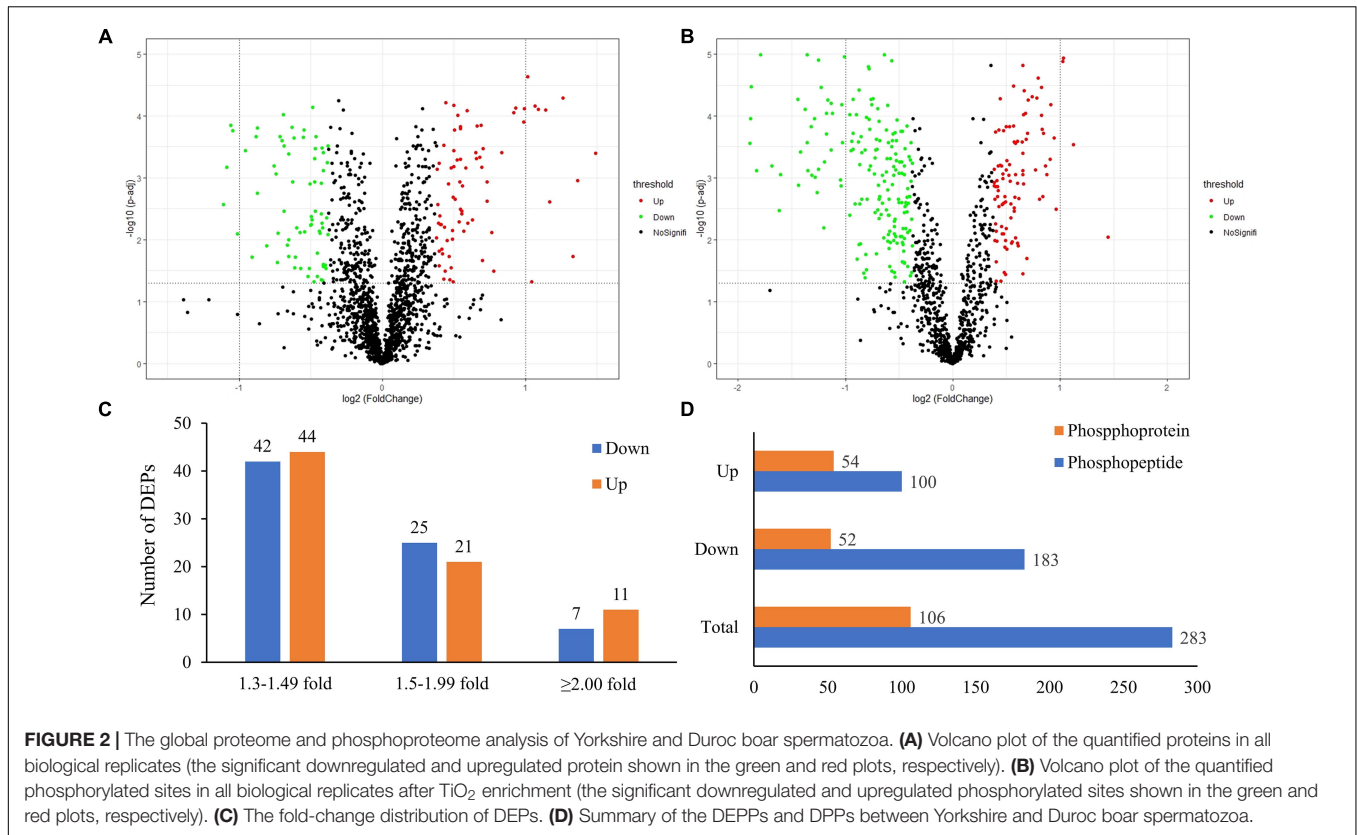 A
5
4
3
2
1
0
-log10 (p-adj)
-1
0
1
log2 (FoldChange)
threshold
Up
Down
NoSignifi
B
5
4
3
2
1
0
-log10 (p-adj)
-2
-1
0
1
2
log2 (FoldChange)
threshold
Up
Down
NoSignifi
C
50
40
30
20
10
0
Number of DEPs
42
44
25
21
7
11
Down
Up
1.3-1.49 fold
1.5-1.99 fold
≥2.00 fold
D
Phospphoprotein
Phosphopeptide
Up
54
100
Down
52
183
Total
106
283
0
50
100
150
200
250
300
FIGURE 2 | The global proteome and phosphoproteome analysis of Yorkshire and Duroc boar spermatozoa. (A) Volcano plot of the quantified proteins in all
biological replicates (the significant downregulated and upregulated protein shown in the green and red plots, respectively). (B) Volcano plot of the quantified
phosphorylated sites in all biological replicates after TiO2 enrichment (the significant downregulated and upregulated phosphorylated sites shown in the green and
red plots, respectively). (C) The fold-change distribution of DEPs. (D) Summary of the DEPPs and DPPs between Yorkshire and Duroc boar spermatozoa.